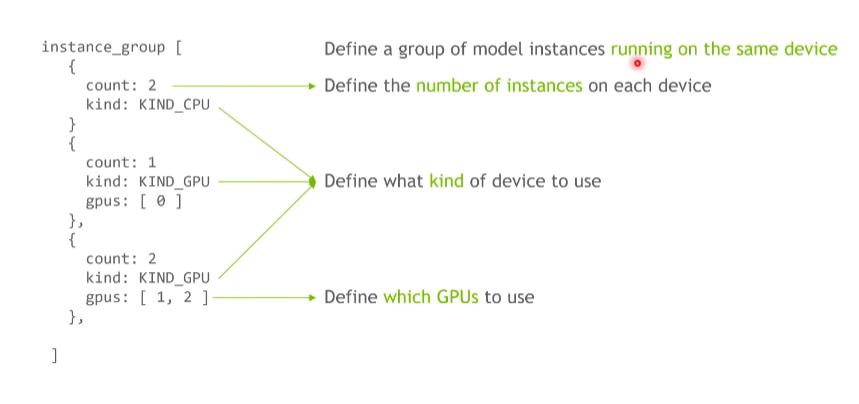 instance_group [
Define a group of model instances running on the same device
{
count: 2
Define the number of instances on each device
kind: KIND_CPU
}
{
count: 1
kind: KIND_GPU
Define what kind of device to use
gpus: [ 0 ]
},
{
count: 2
kind: KIND_GPU
gpus: [ 1, 2 ]
Define which GPUs to use
},
]